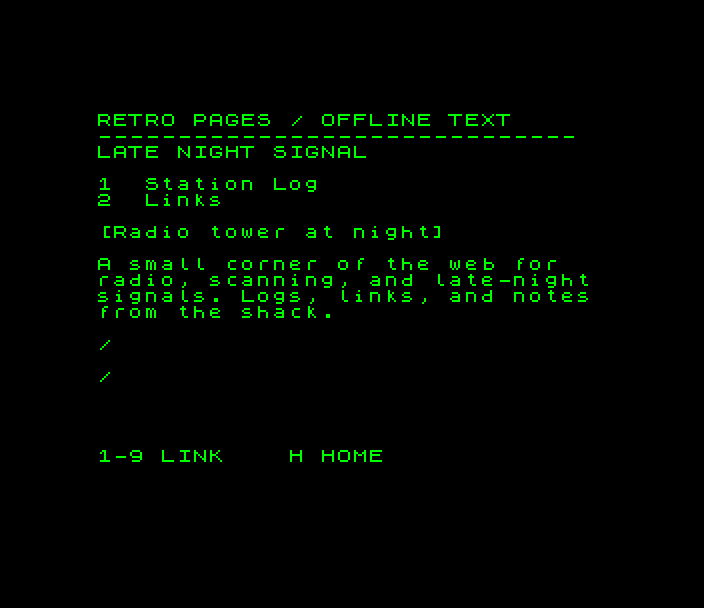 RETRO PAGES / OFFLINE TEXT
------------------------------
LATE NIGHT SIGNAL
1  Station Log
2  Links
[Radio tower at night]
A small corner of the web for
radio, scanning, and late-night
signals. Logs, links, and notes
from the shack.
/
/
1-9 LINK    H HOME